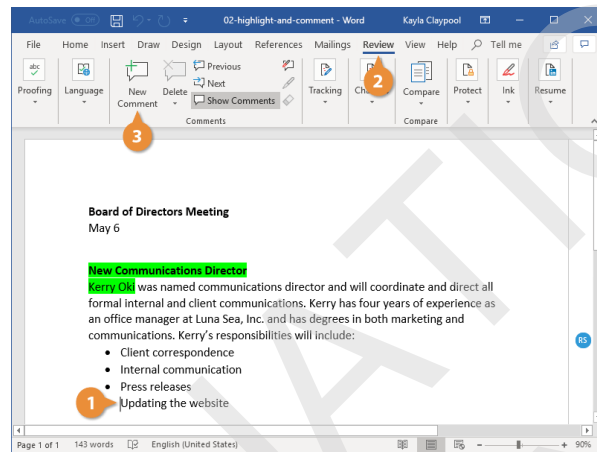 AutoSave Off 02-highlight-and-comment - Word Kayla Claypool
File Home Insert Draw Design Layout References Mailings Review View Help Tell me
abc Previous
Next
Proofing Language New Delete Show Comments Tracking Compare Protect Ink Resume
Comment
2
Comments Compare
3
Board of Directors Meeting
May 6
New Communications Director
Kerry Oki was named communications director and will coordinate and direct all
formal internal and client communications. Kerry has four years of experience as
an office manager at Luna Sea, Inc. and has degrees in both marketing and
communications. Kerry's responsibilities will include:
RS
• Client correspondence
• Internal communication
• Press releases
1 Updating the website
Page 1 of 1 143 words English (United States) 90%